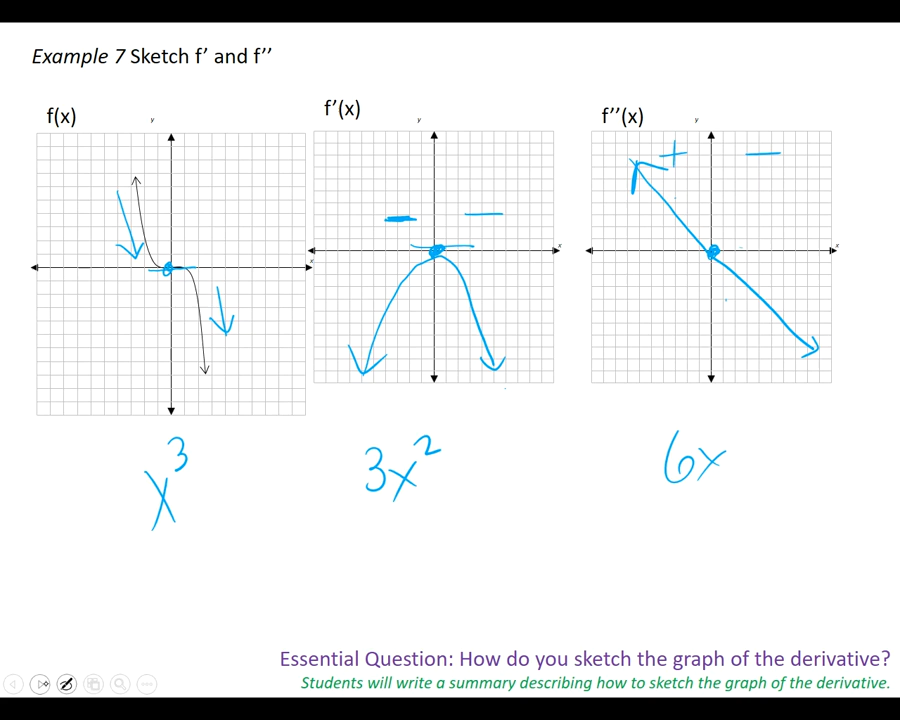 Example 7 Sketch f’ and f’’
f(x)
f’(x)
f’’(x)
y
y
y
x
x
x
+ −
− −
x³
3x²
6x
Essential Question: How do you sketch the graph of the derivative?
Students will write a summary describing how to sketch the graph of the derivative.